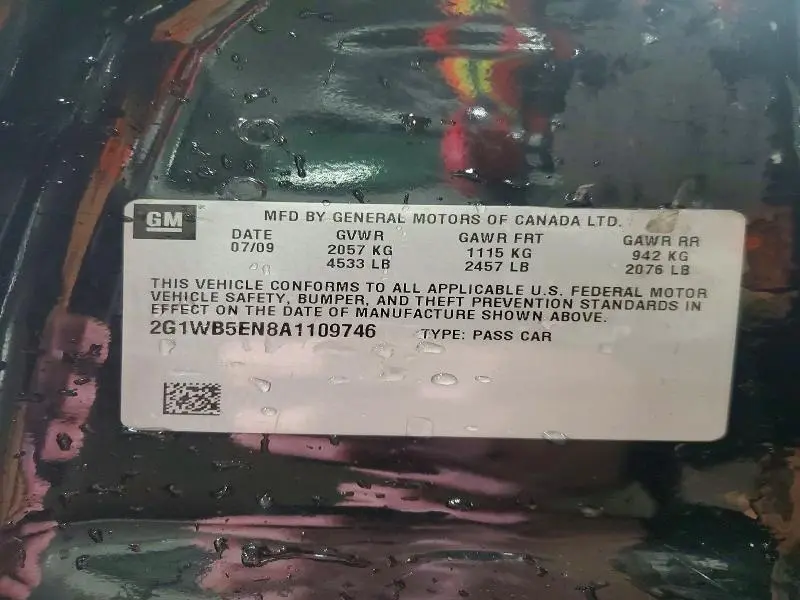 GM MFD BY GENERAL MOTORS OF CANADA LTD.
DATE GVWR GAWR FRT GAWR RR
07/09 2057 KG 1115 KG 942 KG
4533 LB 2457 LB 2076 LB
THIS VEHICLE CONFORMS TO ALL APPLICABLE U.S. FEDERAL MOTOR
VEHICLE SAFETY, BUMPER, AND THEFT PREVENTION STANDARDS IN
EFFECT ON THE DATE OF MANUFACTURE SHOWN ABOVE.
2G1WB5EN8A1109746 TYPE: PASS CAR